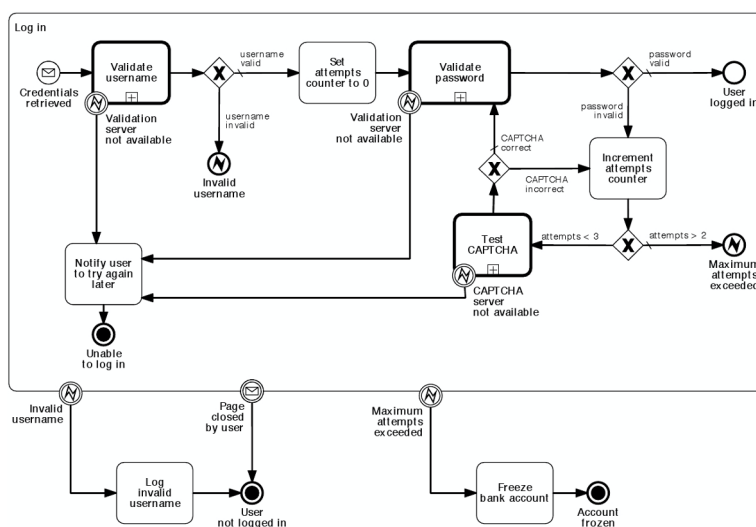 Log in
Credentials
retrieved
Validate
username
Validation
server
not available
username
valid
username
invalid
Invalid
username
Set
attempts
counter to 0
Validate
password
Validation
server
not available
password
valid
User
logged in
password
invalid
Increment
attempts
counter
CAPTCHA
correct
CAPTCHA
incorrect
Test
CAPTCHA
attempts < 3
attempts > 2
Maximum
attempts
exceeded
CAPTCHA
server
not available
Notify user
to try again
later
Unable
to log in
Invalid
username
Page
closed
by user
Maximum
attempts
exceeded
Log
invalid
username
User
not logged in
Freeze
bank account
Account
frozen